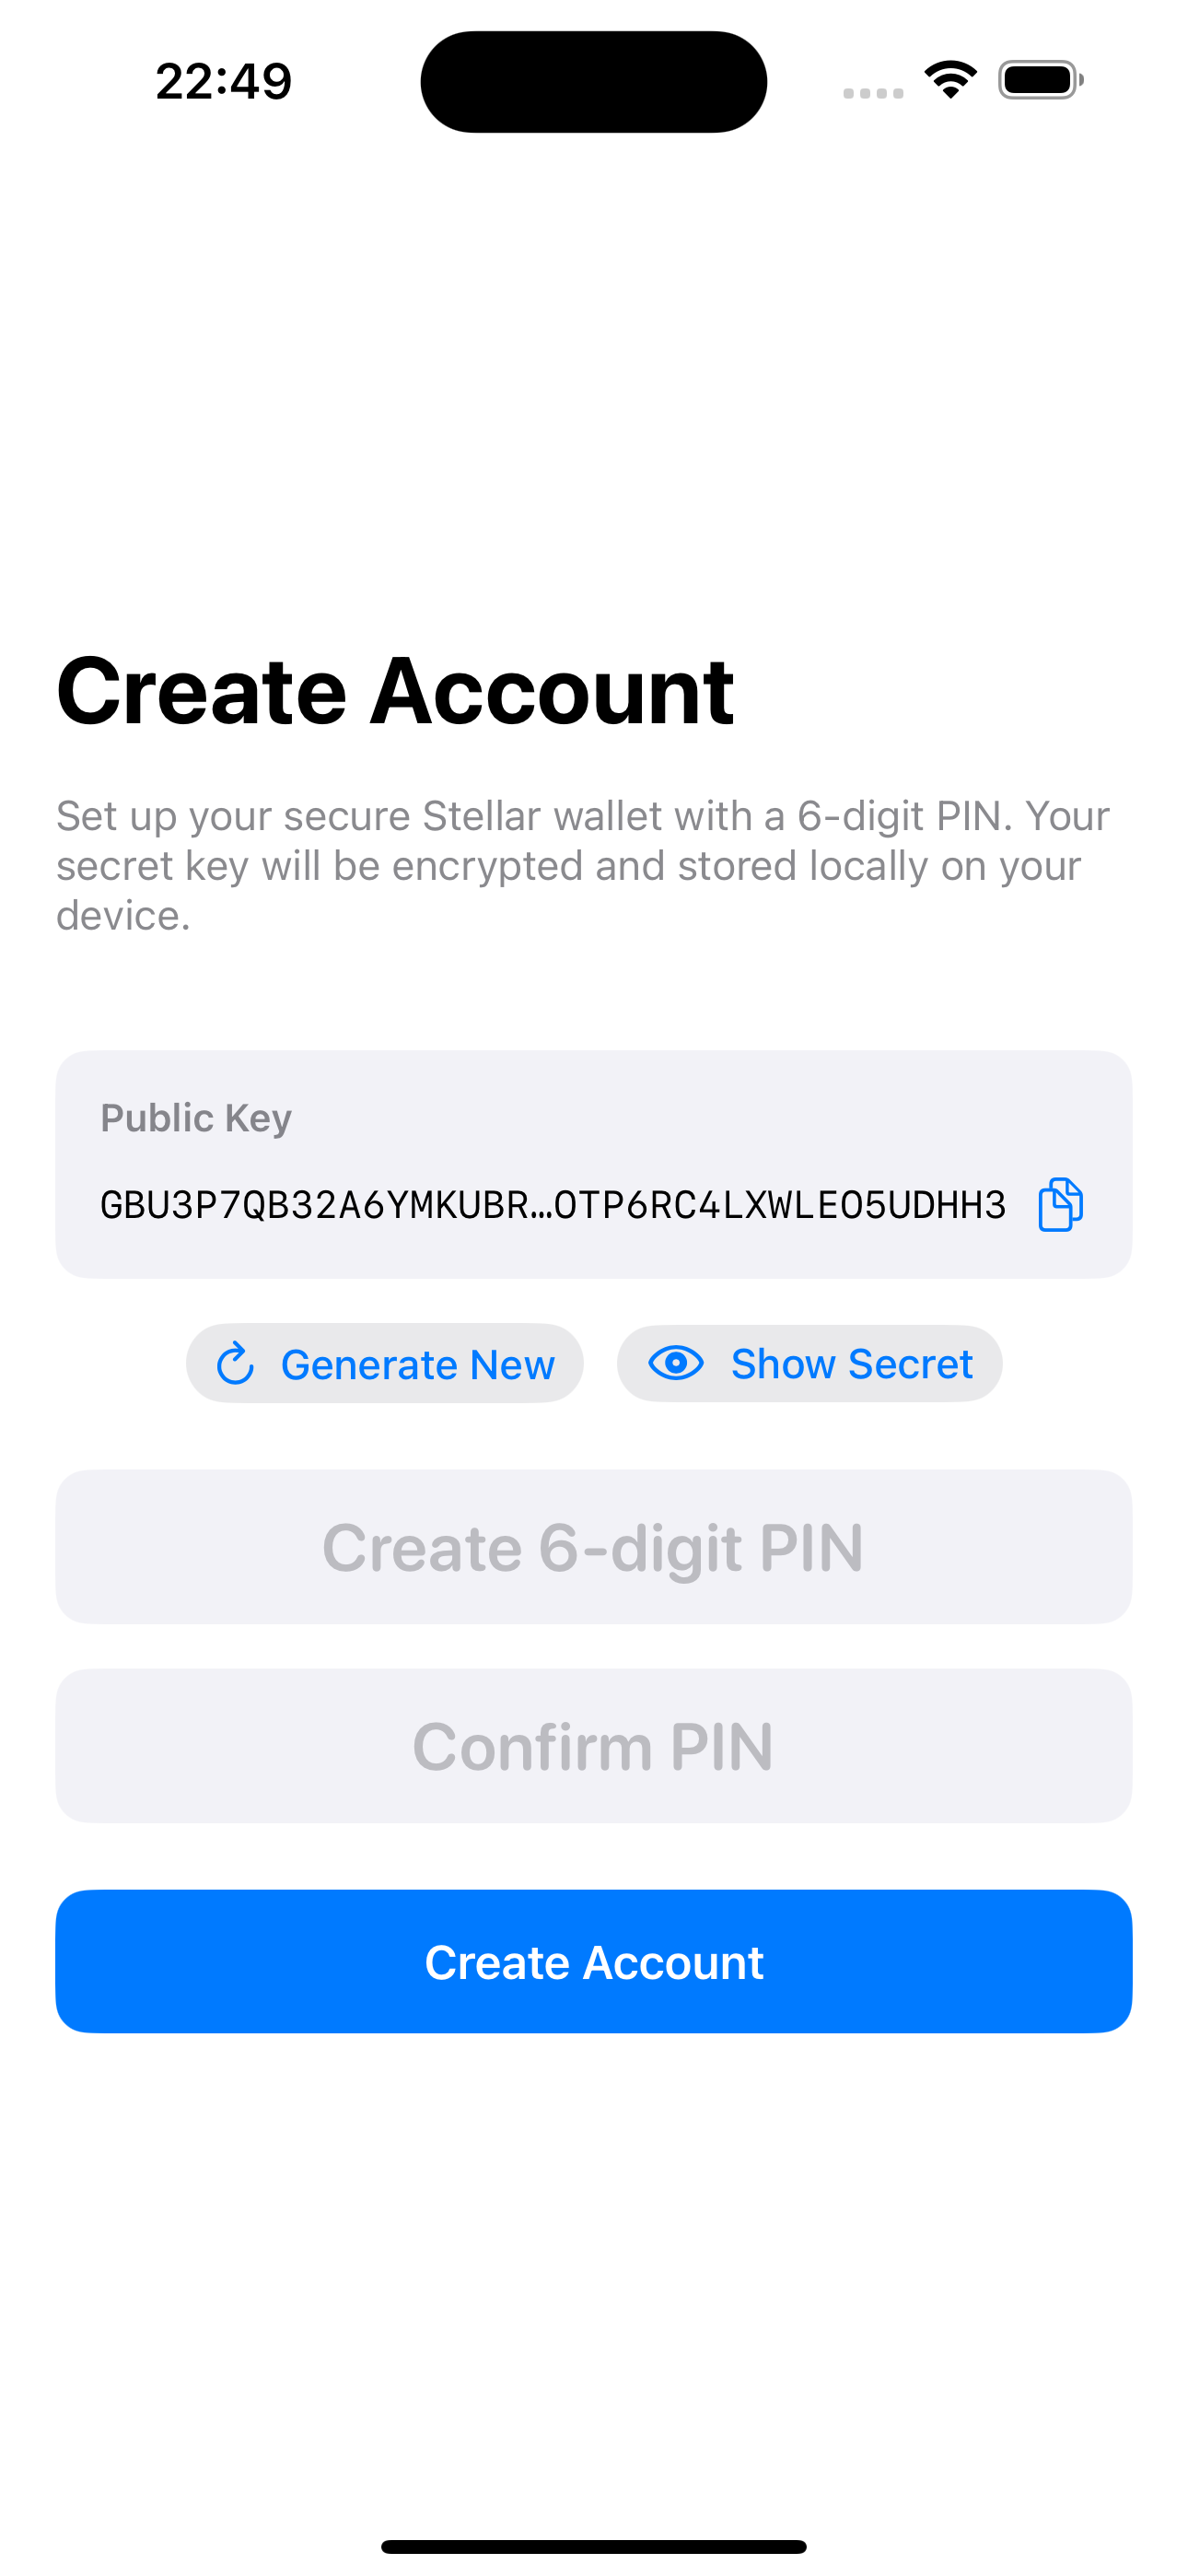 22:49
Create Account
Set up your secure Stellar wallet with a 6-digit PIN. Your
secret key will be encrypted and stored locally on your
device.
Public Key
GBU3P7QB32A6YMKUBR…OTP6RC4LXWLEO5UDHH3
Generate New
Show Secret
Create 6-digit PIN
Confirm PIN
Create Account